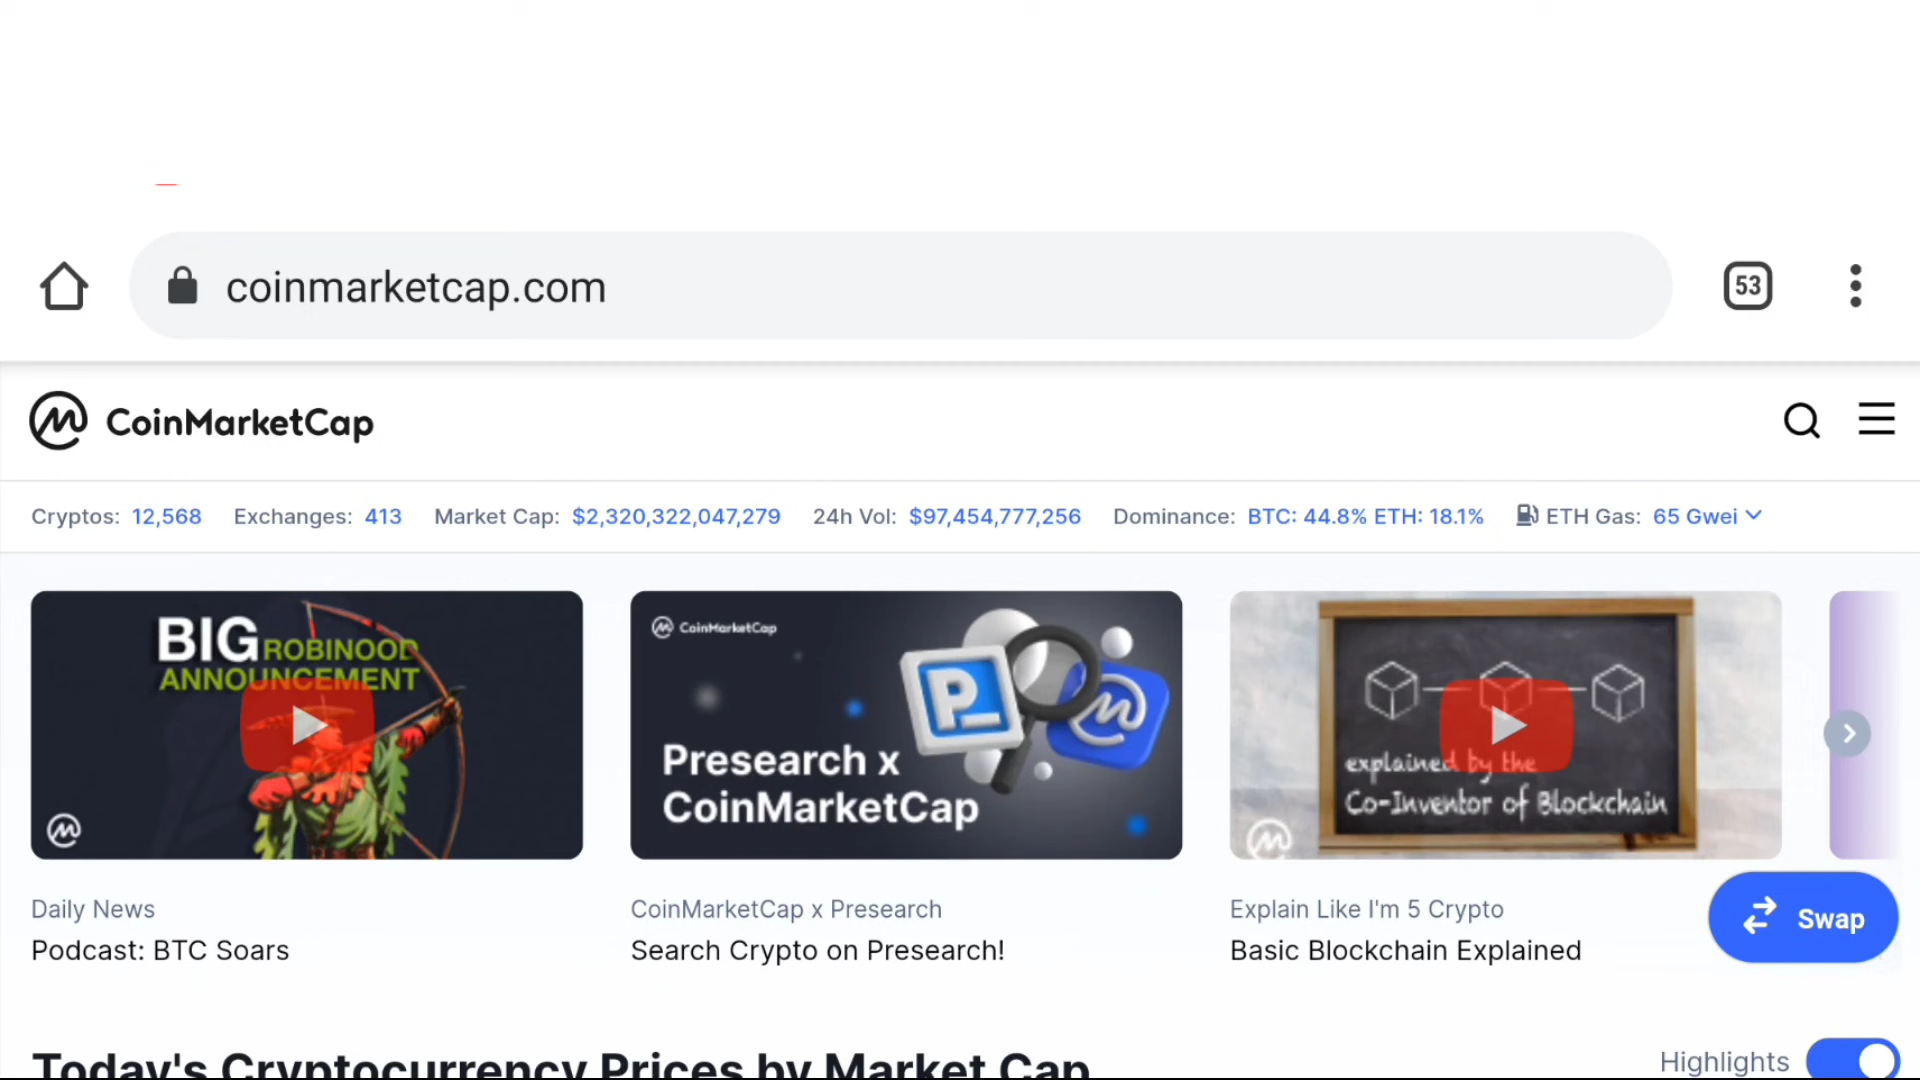 coinmarketcap.com
53
CoinMarketCap
Cryptos: 12,568 Exchanges: 413 Market Cap: $2,320,322,047,279 24h Vol: $97,454,777,256 Dominance: BTC: 44.8% ETH: 18.1% ETH Gas: 65 Gwei
BIG ROBINOOD
ANNOUNCEMENT
CoinMarketCap
Presearch x
CoinMarketCap
explained by the
Co-Inventor of Blockchain
Daily News
Podcast: BTC Soars
CoinMarketCap x Presearch
Search Crypto on Presearch!
Explain Like I'm 5 Crypto
Basic Blockchain Explained
Swap
Today's Cryptocurrency Prices by Market Cap
Highlights